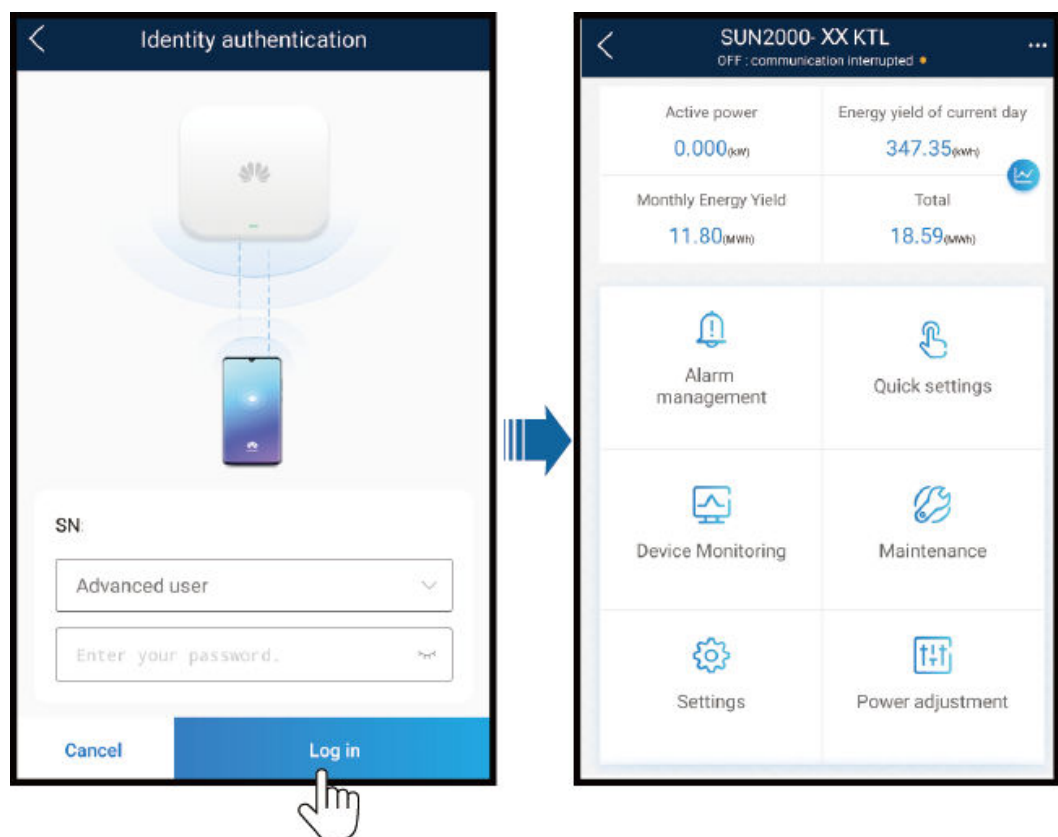 Identity authentication
SN:
Advanced user
Enter your password.
Cancel
Log in
SUN2000- XX KTL
OFF : communication interrupted
...
Active power
Energy yield of current day
0.000(kW)
347.35(kWh)
Monthly Energy Yield
Total
11.80(MWh)
18.59(MWh)
Alarm
management
Quick settings
Device Monitoring
Maintenance
Settings
Power adjustment